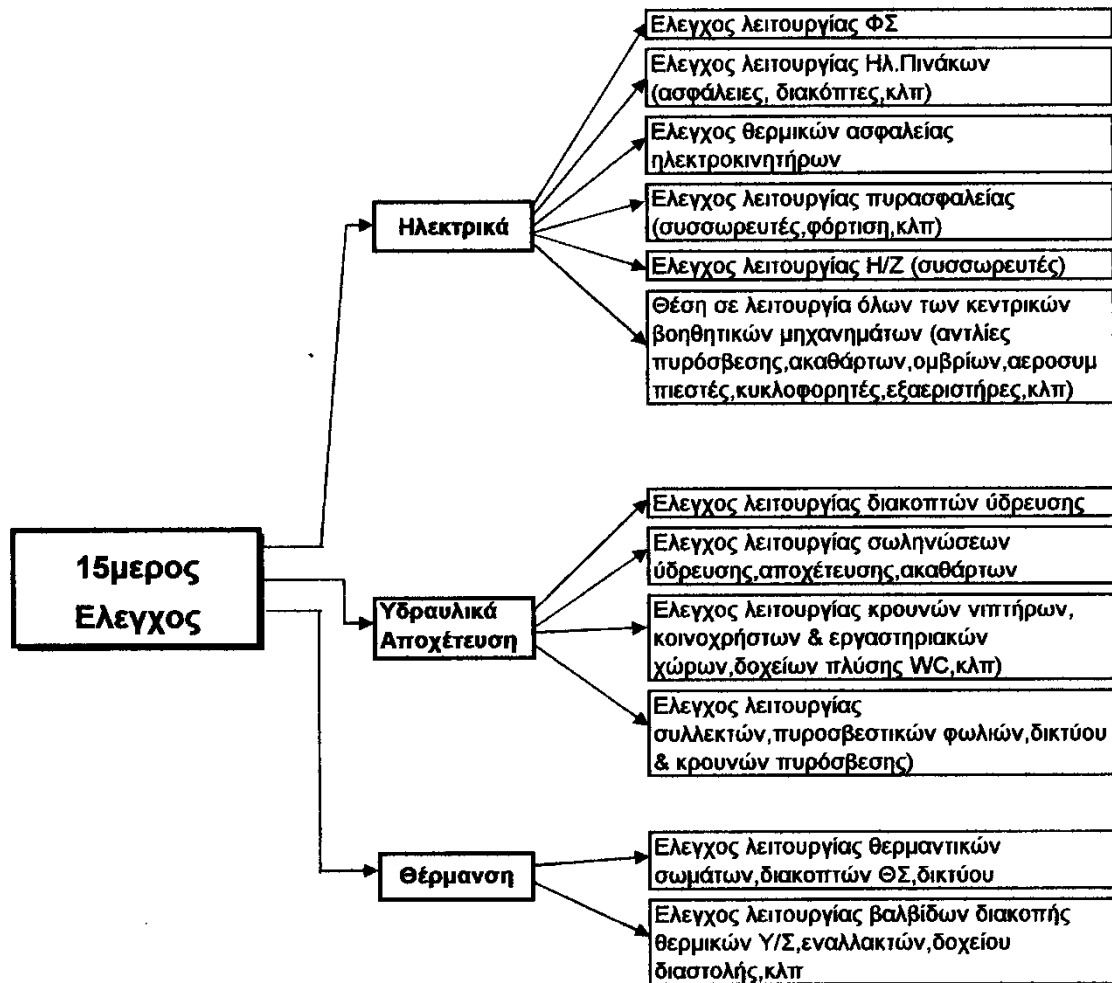 15μερος
Ελεγχος
Ηλεκτρικά
Ελεγχος λειτουργίας ΦΣ
Ελεγχος λειτουργίας Ηλ.Πινάκων
(ασφάλειες, διακόπτες,κλπ)
Ελεγχος θερμικών ασφαλείας
ηλεκτροκινητήρων
Ελεγχος λειτουργίας πυρασφαλείας
(συσσωρευτές,φόρτιση,κλπ)
Ελεγχος λειτουργίας Η/Ζ (συσσωρευτές)
Θέση σε λειτουργία όλων των κεντρικών
βοηθητικών μηχανημάτων (αντλίες
πυρόσβεσης,ακαθάρτων,ομβρίων,αεροσυμ
πιεστές,κυκλοφορητές,εξαεριστήρες,κλπ)
Υδραυλικά
Αποχέτευση
Ελεγχος λειτουργίας διακοπτών ύδρευσης
Ελεγχος λειτουργίας σωληνώσεων
ύδρευσης,αποχέτευσης,ακαθάρτων
Ελεγχος λειτουργίας κρουνών νιπτήρων,
κοινοχρήστων & εργαστηριακών
χώρων,δοχείων πλύσης WC,κλπ)
Ελεγχος λειτουργίας
συλλεκτών,πυροσβεστικών φωλιών,δικτύου
& κρουνών πυρόσβεσης)
Θέρμανση
Ελεγχος λειτουργίας θερμαντικών
σωμάτων,διακοπτών ΘΣ,δικτύου
Ελεγχος λειτουργίας βαλβίδων διακοπής
θερμικών Υ/Σ,εναλλακτών,δοχείου
διαστολής,κλπ